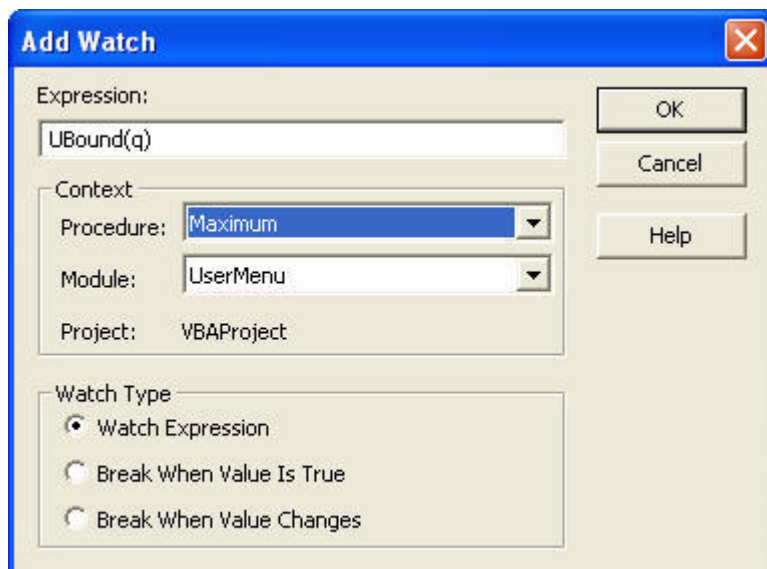 Add Watch
Expression:
OK
UBound(q)
Cancel
Context
Procedure: Maximum
Help
Module: UserMenu
Project: VBAProject
Watch Type
Watch Expression
Break When Value Is True
Break When Value Changes